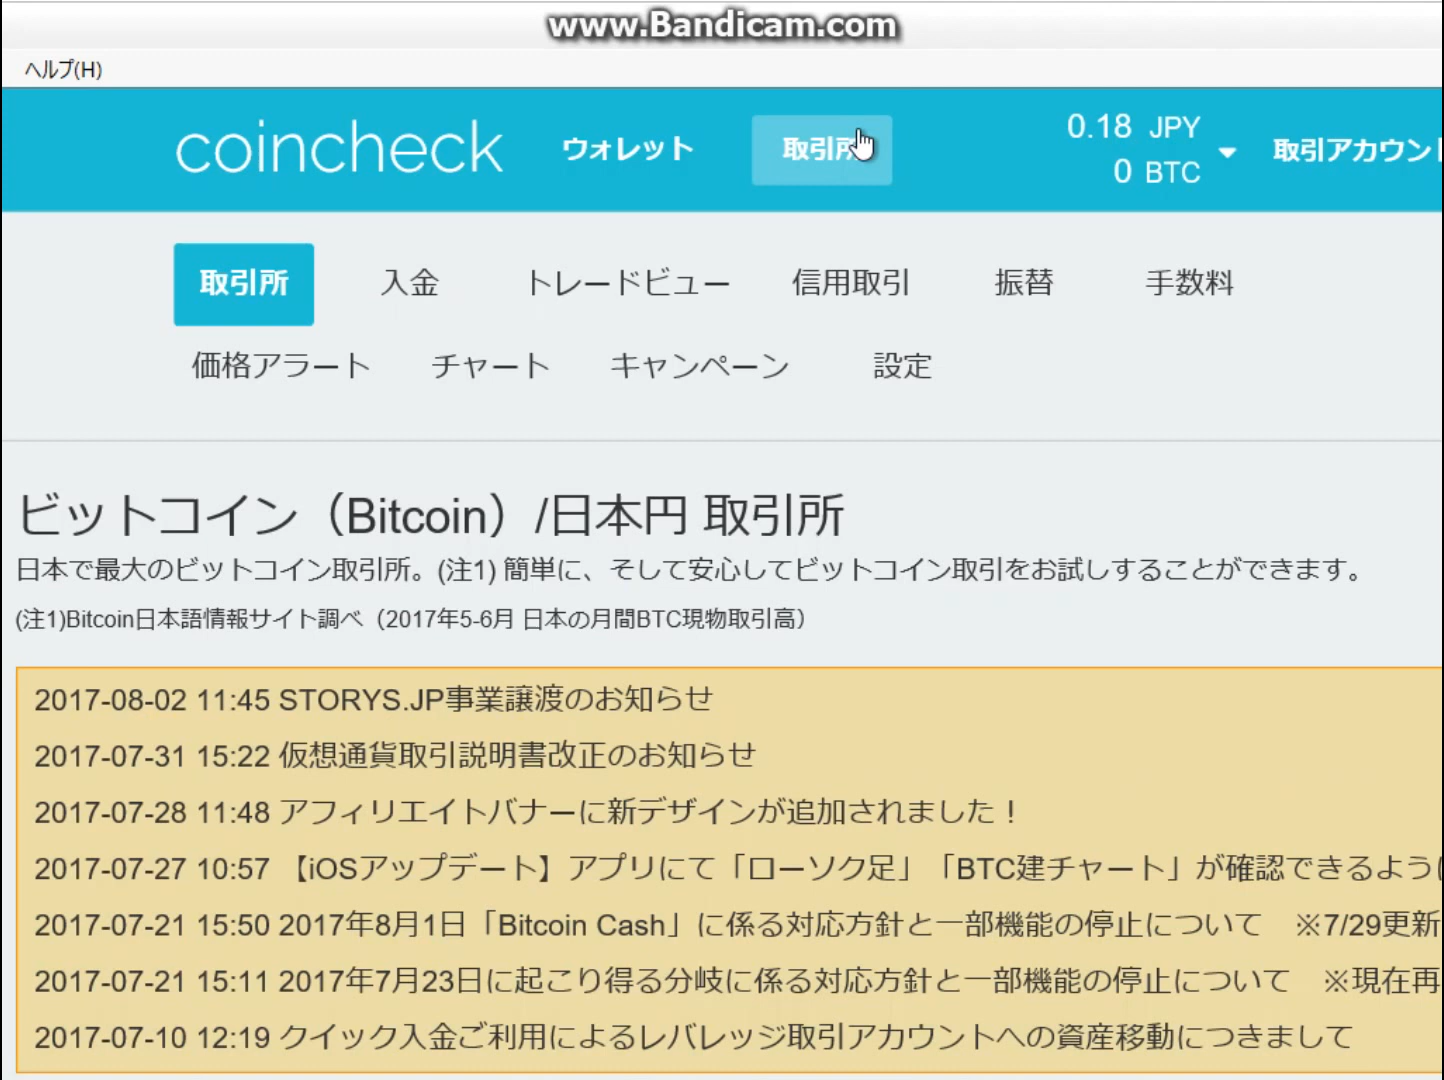 www.Bandicam.com
ヘルプ(H)
coincheck ウォレット 取引所 0.18 JPY 取引アカウント
0 BTC
取引所 入金 トレードビュー 信用取引 振替 手数料
価格アラート チャート キャンペーン 設定
ビットコイン（Bitcoin）/日本円 取引所
日本で最大のビットコイン取引所。(注1) 簡単に、そして安心してビットコイン取引をお試しすることができます。
(注1)Bitcoin日本語情報サイト調べ（2017年5-6月 日本の月間BTC現物取引高）
2017-08-02 11:45 STORYS.JP事業譲渡のお知らせ
2017-07-31 15:22 仮想通貨取引説明書改正のお知らせ
2017-07-28 11:48 アフィリエイトバナーに新デザインが追加されました！
2017-07-27 10:57 【iOSアップデート】アプリにて「ローソク足」「BTC建チャート」が確認できるように
2017-07-21 15:50 2017年8月1日「Bitcoin Cash」に係る対応方針と一部機能の停止について　※7/29更新
2017-07-21 15:11 2017年7月23日に起こり得る分岐に係る対応方針と一部機能の停止について　※現在再
2017-07-10 12:19 クイック入金ご利用によるレバレッジ取引アカウントへの資産移動につきまして